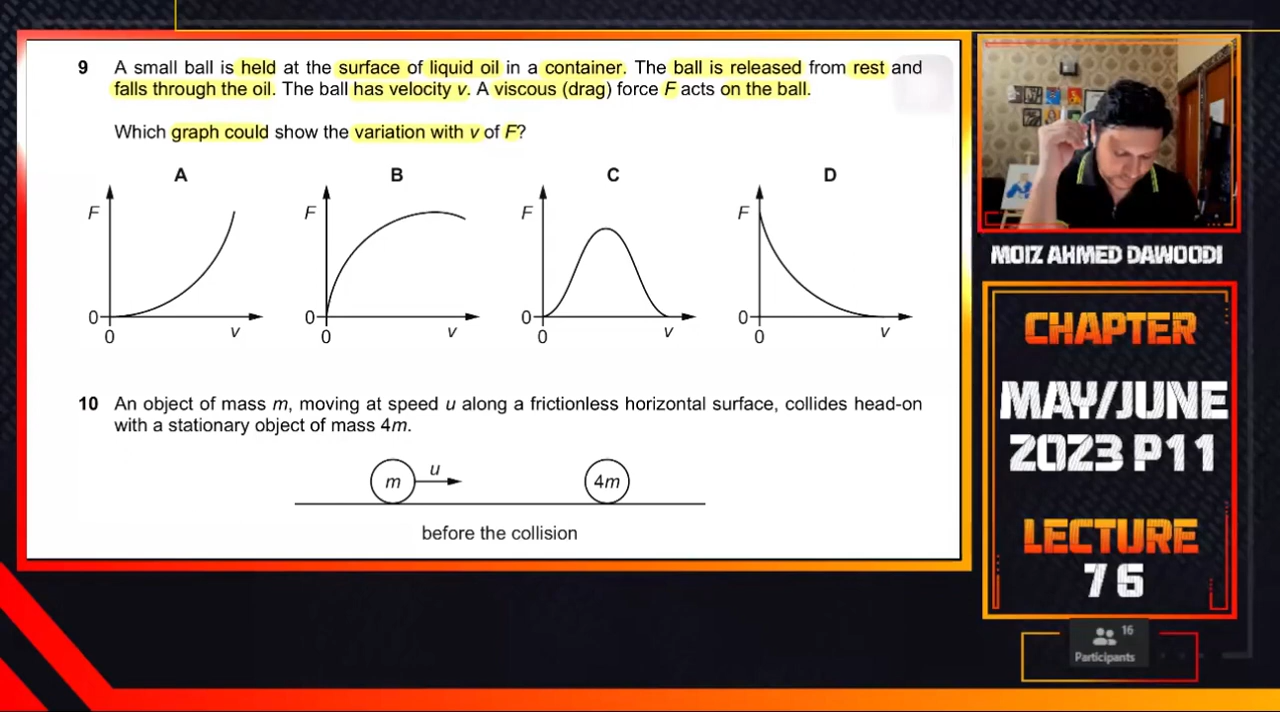 9 A small ball is held at the surface of liquid oil in a container. The ball is released from rest and
falls through the oil. The ball has velocity v. A viscous (drag) force F acts on the ball.
Which graph could show the variation with v of F?
A
F
0
0
v
B
F
0
0
v
C
F
0
0
v
D
F
0
0
v
10 An object of mass m, moving at speed u along a frictionless horizontal surface, collides head-on
with a stationary object of mass 4m.
m
u
4m
before the collision
MOIZ AHMED DAWOODI
CHAPTER
MAY/JUNE
2023 P11
LECTURE
76
16
Participants